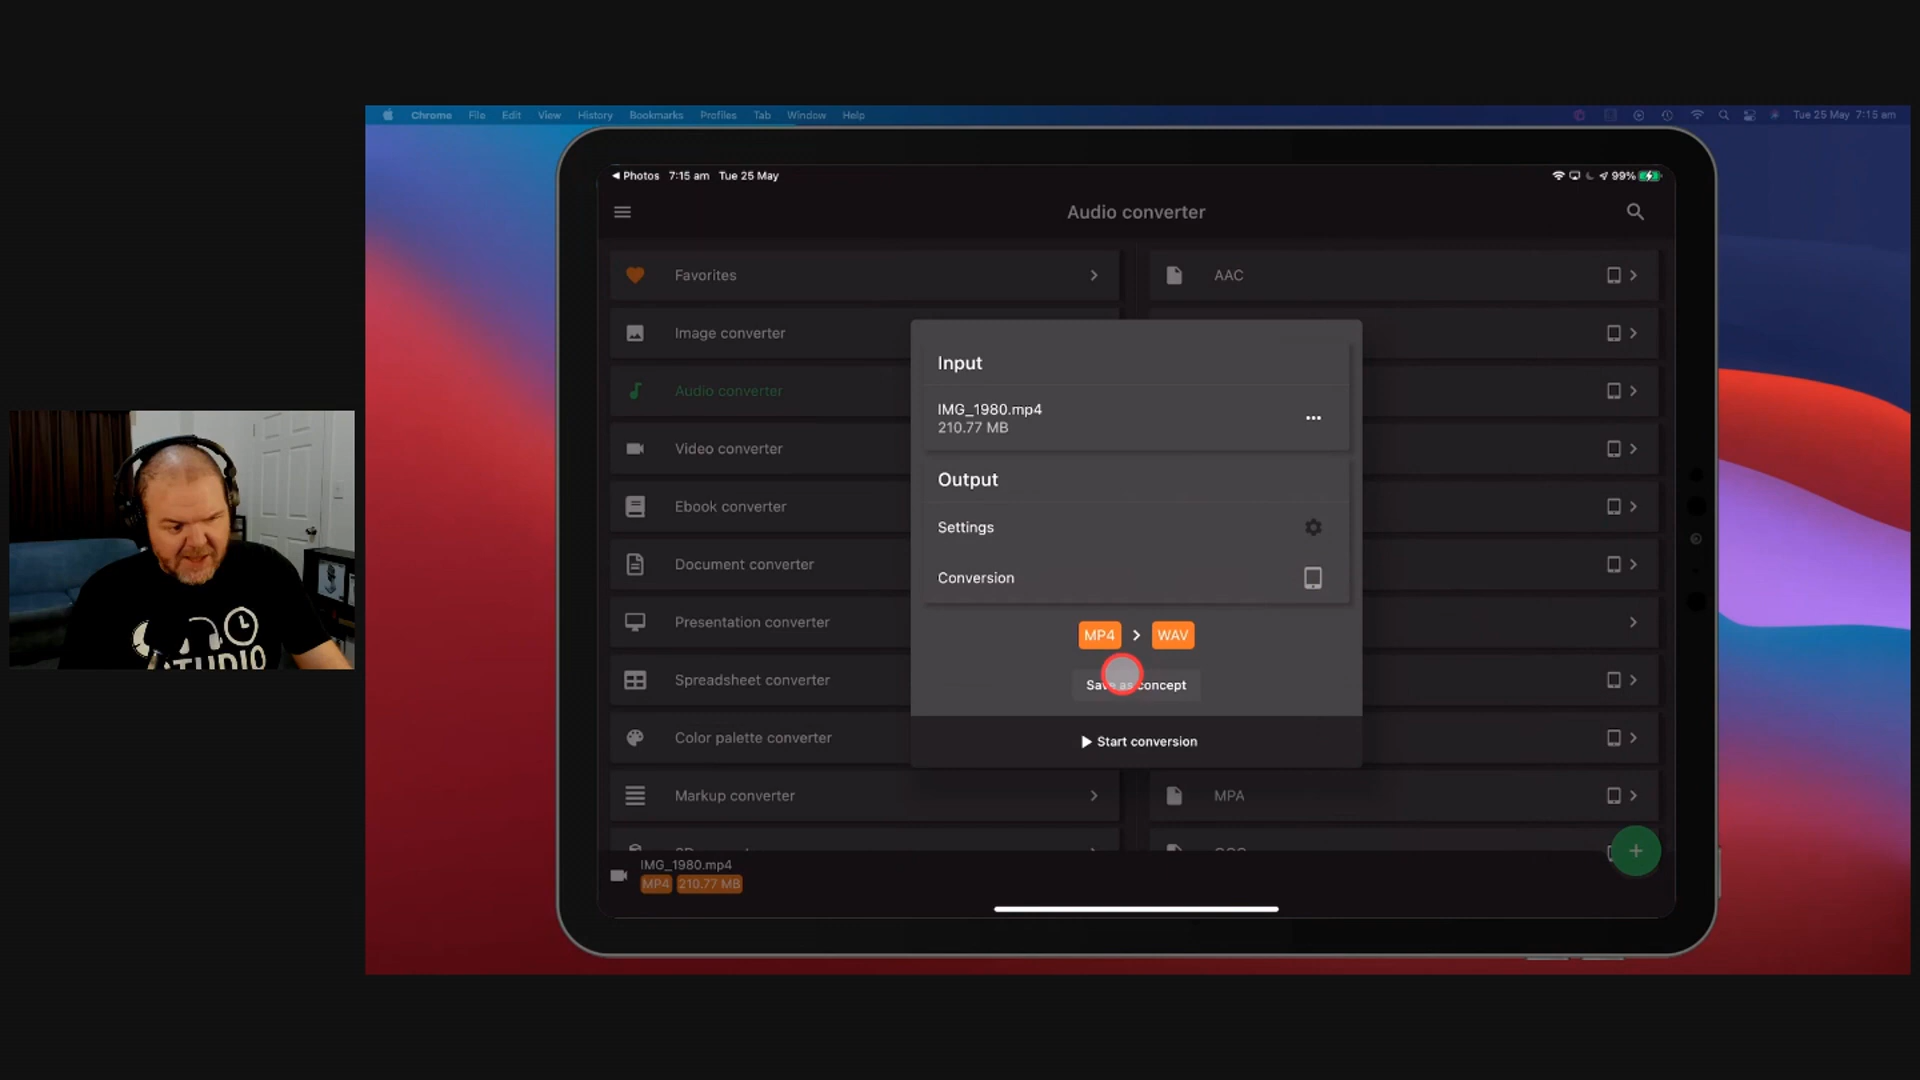 Chrome File Edit View History Bookmarks Profiles Tab Window Help Tue 25 May 7:15 am
Photos 7:15 am Tue 25 May 99%
Audio converter
Favorites
AAC
Image converter
Audio converter
Video converter
Ebook converter
Document converter
Presentation converter
Spreadsheet converter
Color palette converter
Markup converter
MPA
Input
IMG_1980.mp4
210.77 MB
Output
Settings
Conversion
MP4 > WAV
Save as concept
Start conversion
IMG_1980.mp4
MP4 210.77 MB